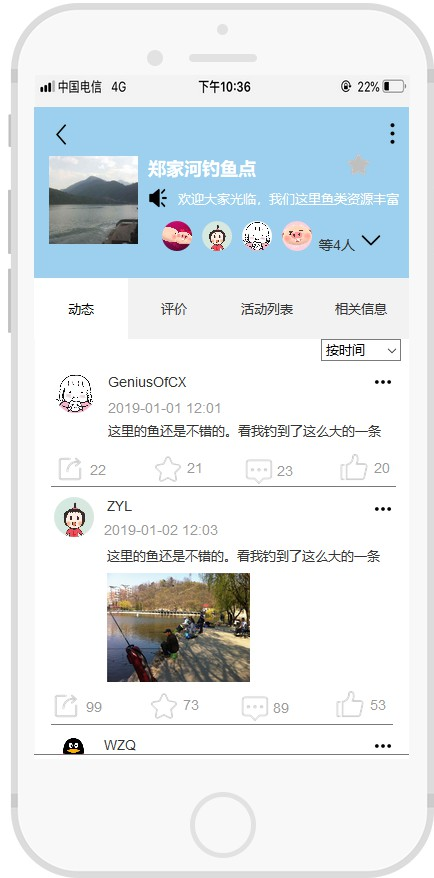 中国电信 4G 下午10:36 22%
郑家河钓鱼点
欢迎大家光临，我们这里鱼类资源丰富
等4人
动态 评价 活动列表 相关信息
按时间
GeniusOfCX
2019-01-01 12:01
这里的鱼还是不错的。看我钓到了这么大的一条
22 21 23 20
ZYL
2019-01-02 12:03
这里的鱼还是不错的。看我钓到了这么大的一条
99 73 89 53
WZQ